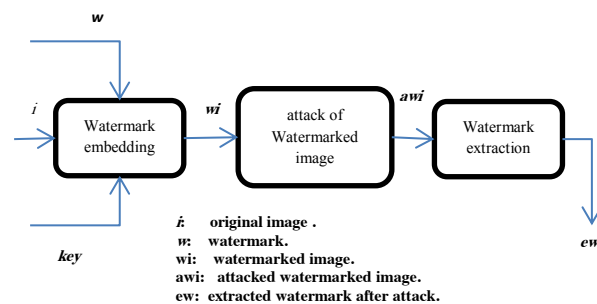 w
i
Watermark
embedding
wi
attack of
Watermarked
image
awi
Watermark
extraction
key
ew
i: original image .
w: watermark.
wi: watermarked image.
awi: attacked watermarked image.
ew: extracted watermark after attack.